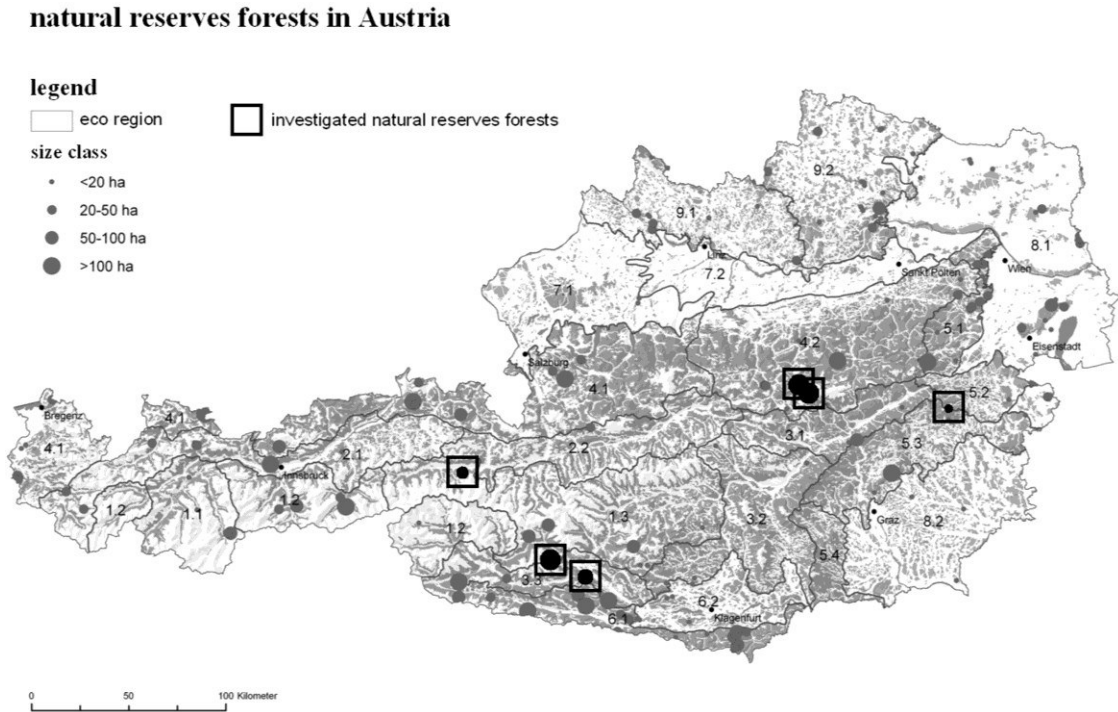 natural reserves forests in Austria
legend
eco region
investigated natural reserves forests
size class
<20 ha
20-50 ha
50-100 ha
>100 ha
9.2
9.1
8.1
Linz
Sankt Pölten
Wien
7.2
7.1
5.1
4.2
Eisenstadt
Salzburg
4.1
5.2
Bregenz
4.1
3.1
5.3
4.1
2.2
2.1
Innsbruck
1.2
1.2
1.1
1.3
3.2
Graz
8.2
1.2
5.4
3.3
6.2
Klagenfurt
6.1
0 50 100 Kilometer